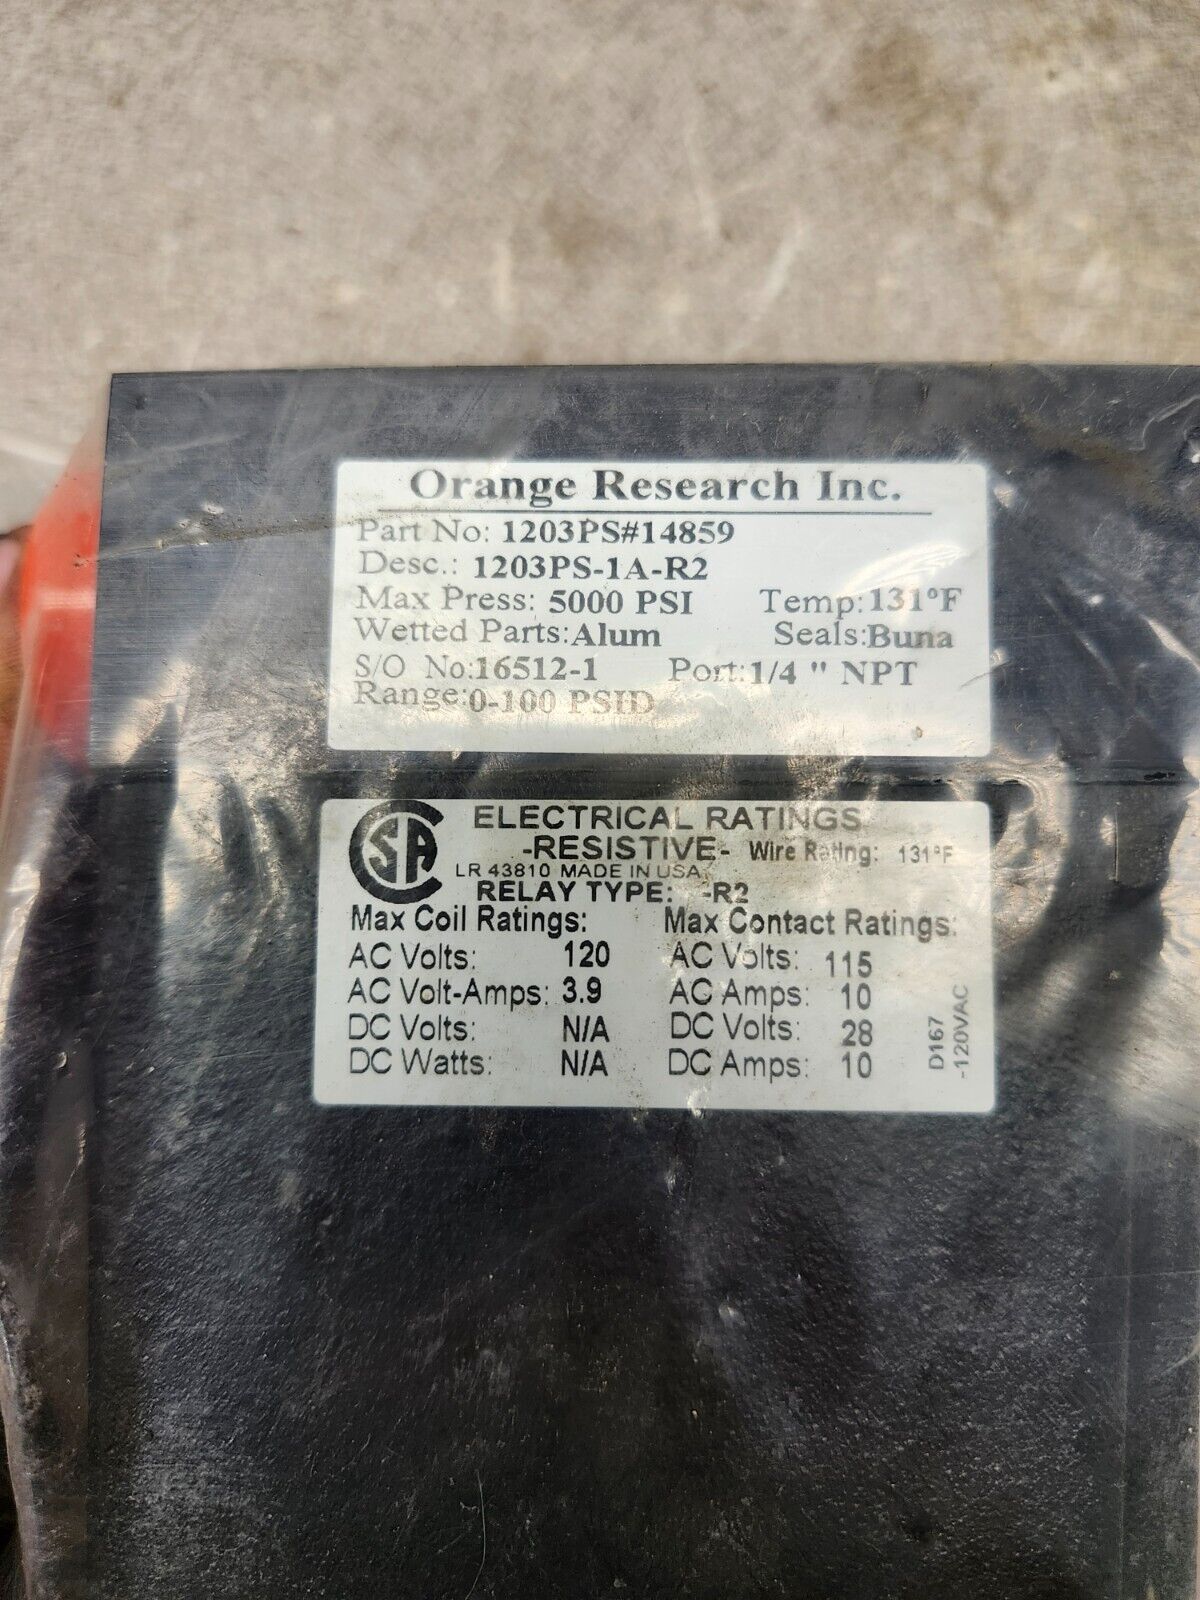 Orange Research Inc.
Part No: 1203PS#14859
Desc.: 1203PS-1A-R2
Max Press: 5000 PSI Temp:131°F
Wetted Parts:Alum Seals:Buna
S/O No:16512-1 Port:1/4 " NPT
Range:0-100 PSID
CSA
ELECTRICAL RATINGS
-RESISTIVE- Wire Rating: 131°F
LR 43810 MADE IN USA
RELAY TYPE: -R2
Max Coil Ratings: Max Contact Ratings:
AC Volts: 120 AC Volts: 115
AC Volt-Amps: 3.9 AC Amps: 10
DC Volts: N/A DC Volts: 28
DC Watts: N/A DC Amps: 10
D167
-120VAC